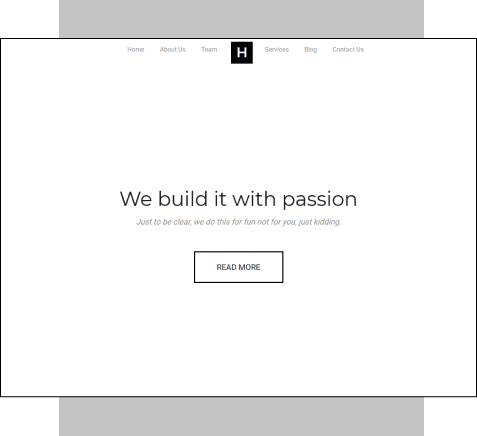 Home About Us Team H Services Blog Contact Us
We build it with passion
Just to be clear, we do this for fun not for you, just kidding.
READ MORE